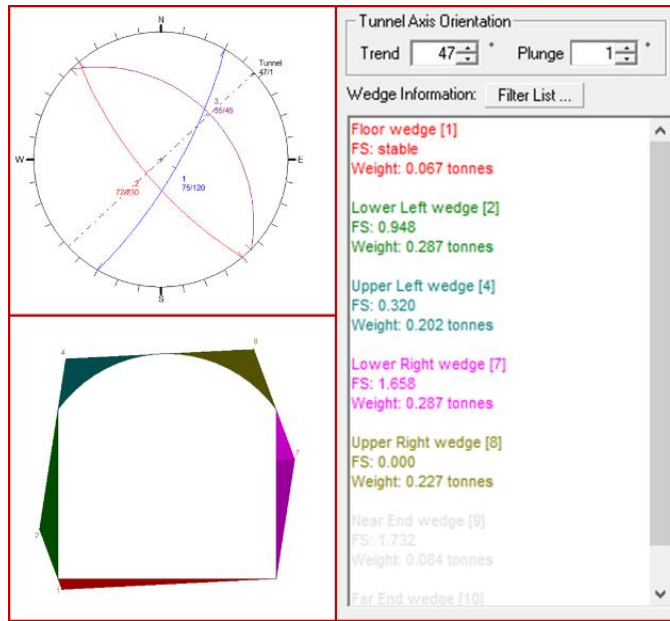 N
Tunnel
47/1
3
55/45
W
E
2
72/230
1
75/120
S
4
8
7
2
1
Tunnel Axis Orientation
Trend 47 ° Plunge 1 °
Wedge Information: Filter List ...
Floor wedge [1]
FS: stable
Weight: 0.067 tonnes
Lower Left wedge [2]
FS: 0.948
Weight: 0.287 tonnes
Upper Left wedge [4]
FS: 0.320
Weight: 0.202 tonnes
Lower Right wedge [7]
FS: 1.658
Weight: 0.287 tonnes
Upper Right wedge [8]
FS: 0.000
Weight: 0.227 tonnes
Near End wedge [9]
FS: 1.732
Weight: 0.084 tonnes
Far End wedge [10]